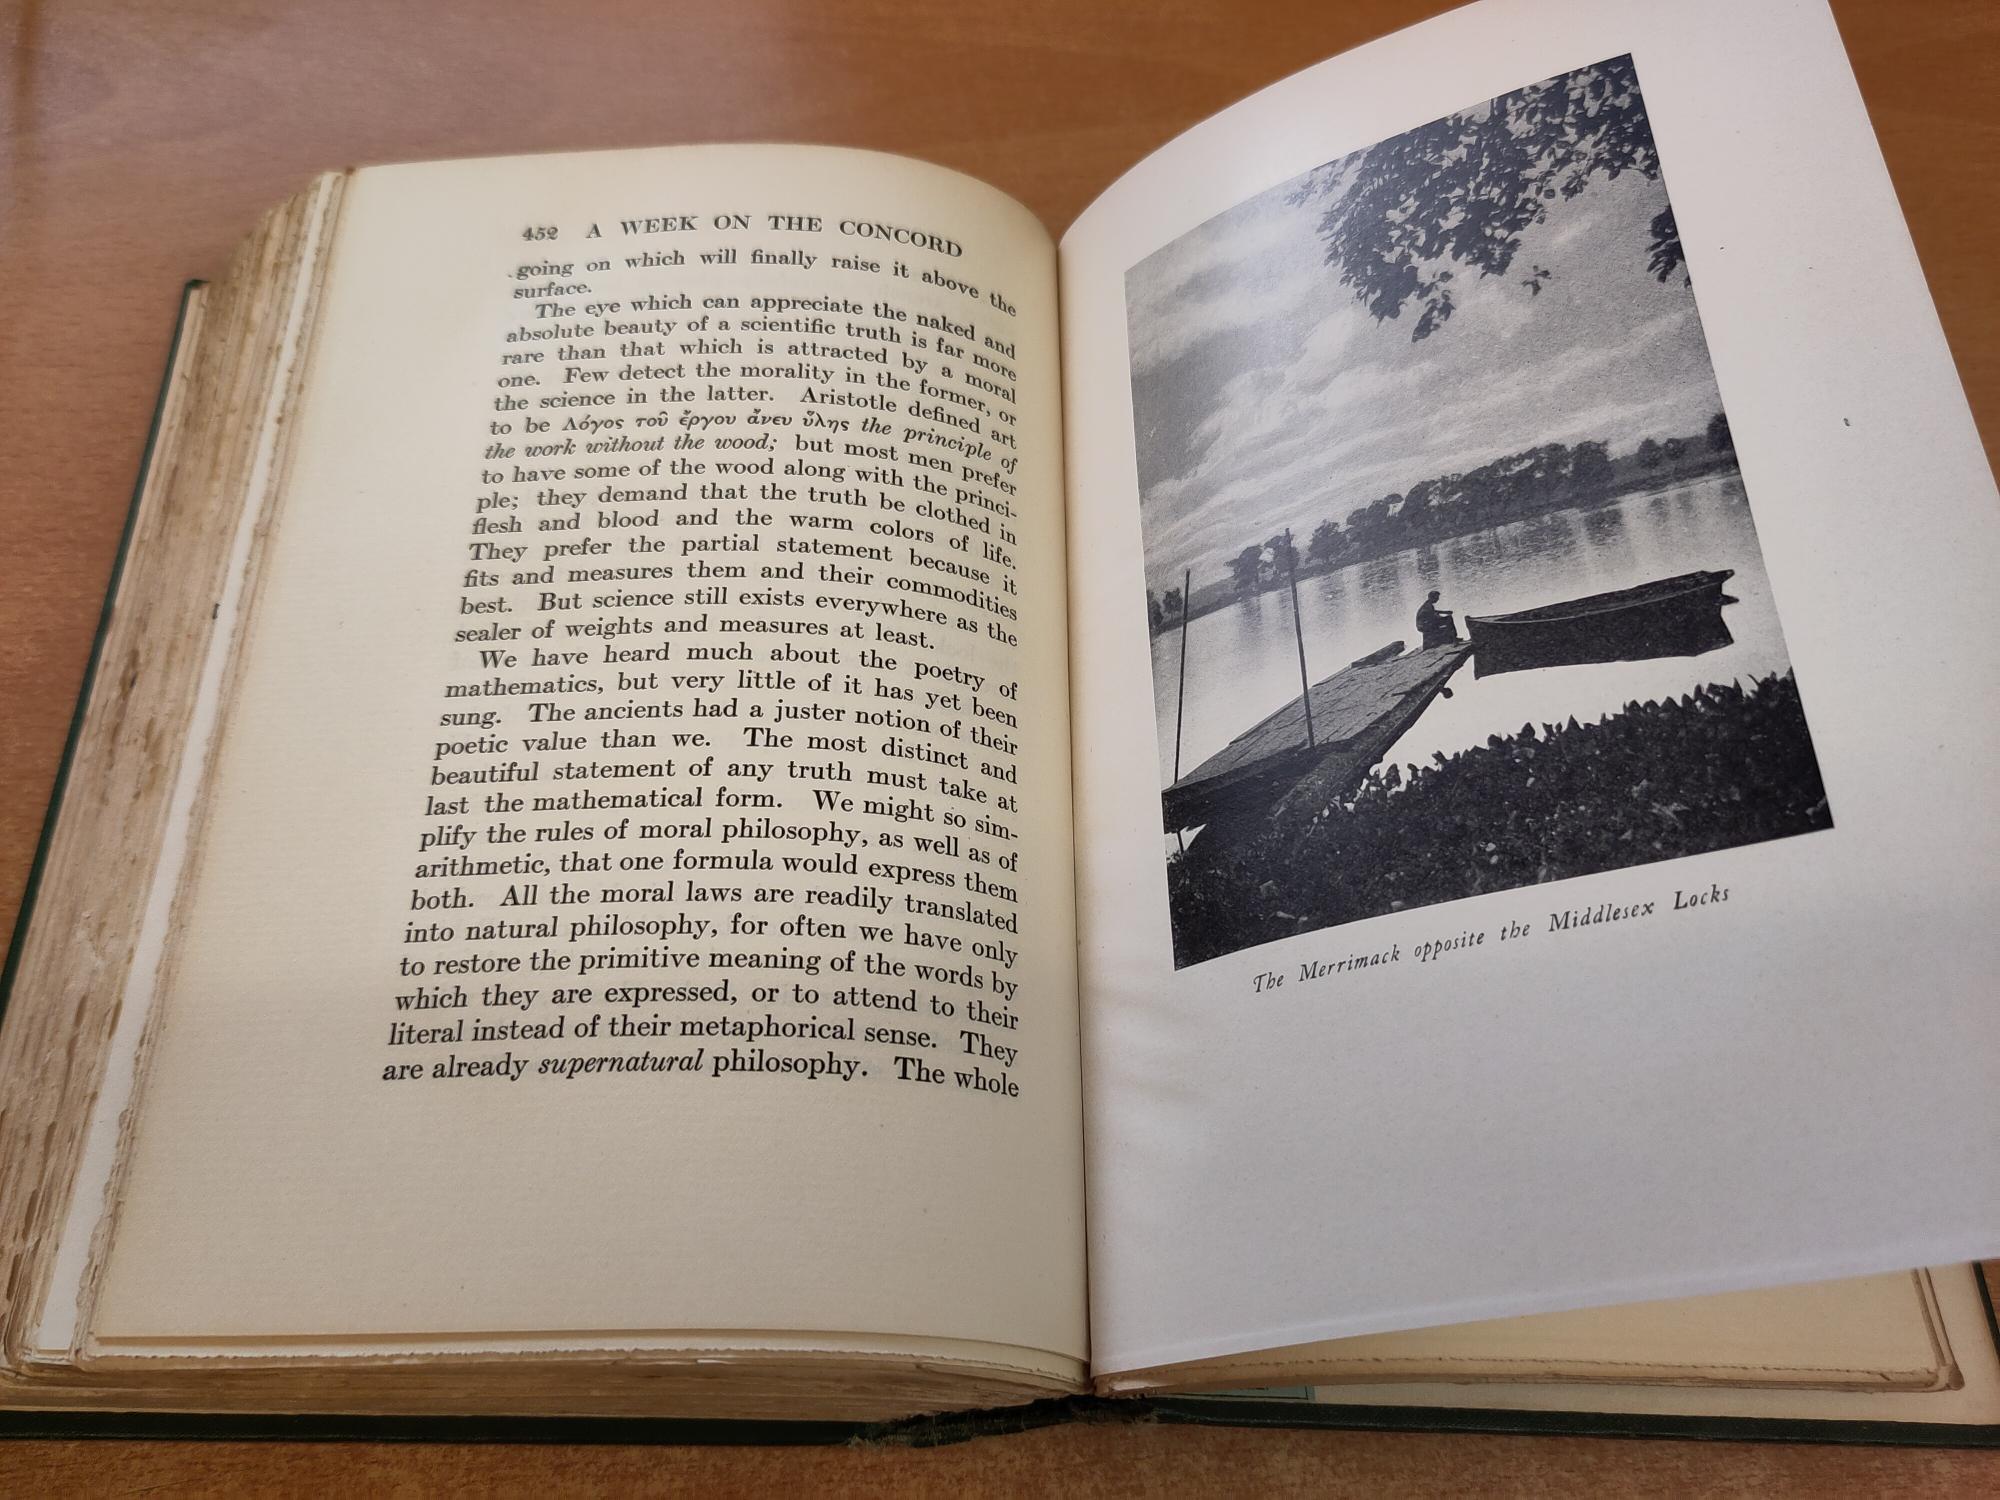 452 A WEEK ON THE CONCORD
going on which will finally raise it above the
surface.
The eye which can appreciate the naked and
absolute beauty of a scientific truth is far more
rare than that which is attracted by a moral
one. Few detect the morality in the former, or
the science in the latter. Aristotle defined art
to be Λόγος τοῦ ἔργου ἄνευ ὕλης the principle of
the work without the wood; but most men prefer
to have some of the wood along with the princi-
ple; they demand that the truth be clothed in
flesh and blood and the warm colors of life.
They prefer the partial statement because it
fits and measures them and their commodities
best. But science still exists everywhere as the
sealer of weights and measures at least.
We have heard much about the poetry of
mathematics, but very little of it has yet been
sung. The ancients had a juster notion of their
poetic value than we. The most distinct and
beautiful statement of any truth must take at
last the mathematical form. We might so sim-
plify the rules of moral philosophy, as well as of
arithmetic, that one formula would express them
both. All the moral laws are readily translated
into natural philosophy, for often we have only
to restore the primitive meaning of the words by
which they are expressed, or to attend to their
literal instead of their metaphorical sense. They
are already supernatural philosophy. The whole
The Merrimack opposite the Middlesex Locks